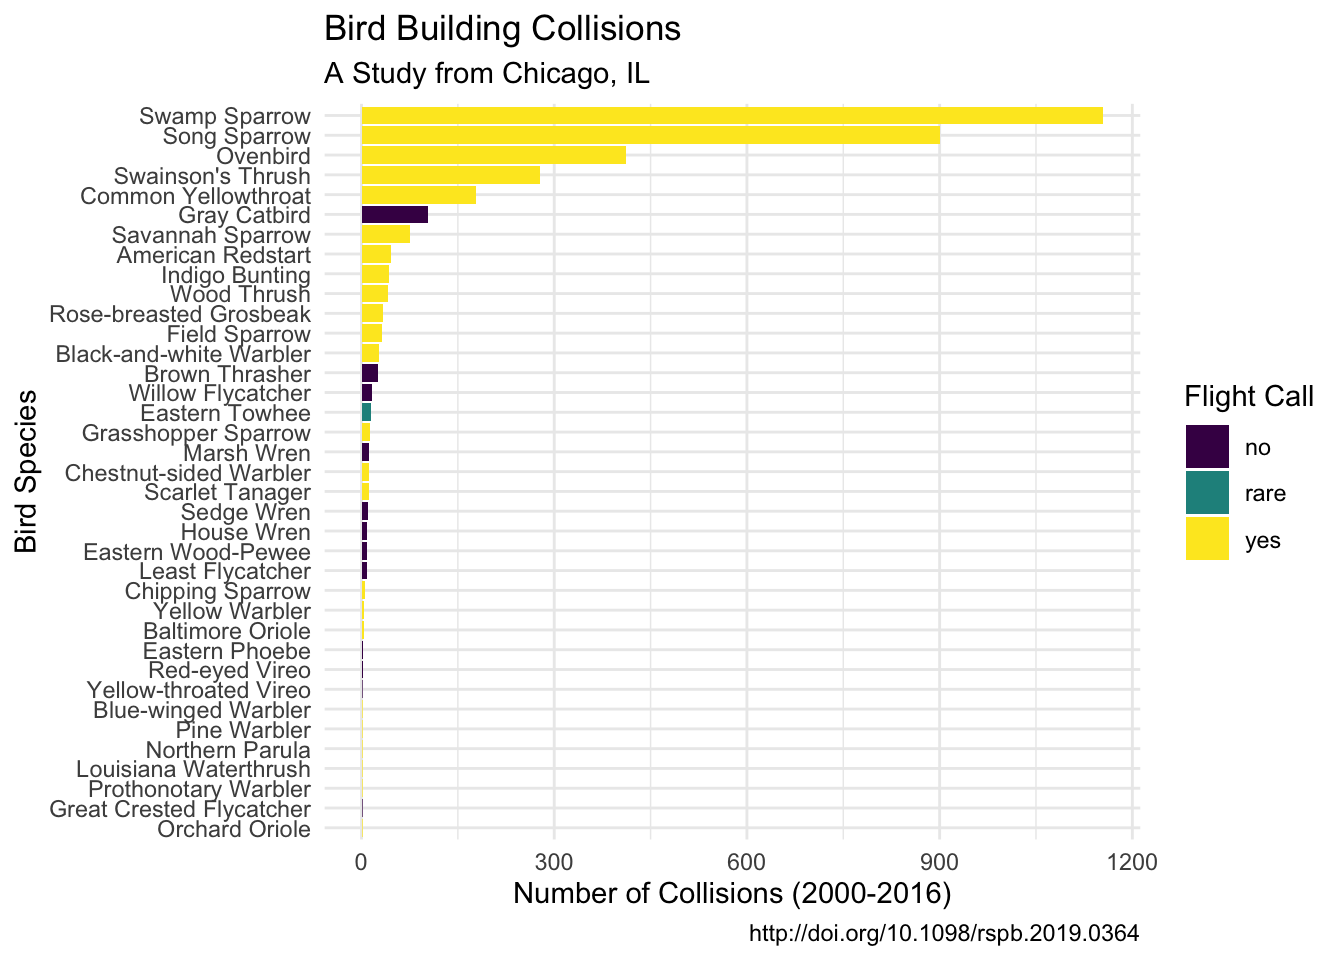 Bird Building Collisions
A Study from Chicago, IL
Bird Species
Swamp Sparrow
Song Sparrow
Ovenbird
Swainson's Thrush
Common Yellowthroat
Gray Catbird
Savannah Sparrow
American Redstart
Indigo Bunting
Wood Thrush
Rose-breasted Grosbeak
Field Sparrow
Black-and-white Warbler
Brown Thrasher
Willow Flycatcher
Eastern Towhee
Grasshopper Sparrow
Marsh Wren
Chestnut-sided Warbler
Scarlet Tanager
Sedge Wren
House Wren
Eastern Wood-Pewee
Least Flycatcher
Chipping Sparrow
Yellow Warbler
Baltimore Oriole
Eastern Phoebe
Red-eyed Vireo
Yellow-throated Vireo
Blue-winged Warbler
Pine Warbler
Northern Parula
Louisiana Waterthrush
Prothonotary Warbler
Great Crested Flycatcher
Orchard Oriole
0 300 600 900 1200
Number of Collisions (2000-2016)
Flight Call
no
rare
yes
http://doi.org/10.1098/rspb.2019.0364